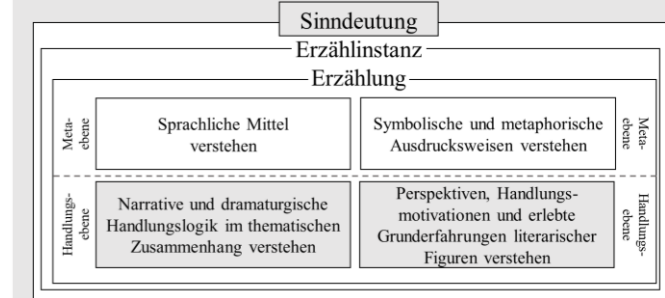 Sinndeutung
Erzählinstanz
Erzählung
Meta-
ebene
Sprachliche Mittel
verstehen
Symbolische und metaphorische
Ausdrucksweisen verstehen
Meta-
ebene
Handlungs-
ebene
Narrative und dramaturgische
Handlungslogik im thematischen
Zusammenhang verstehen
Perspektiven, Handlungs-
motivationen und erlebte
Grunderfahrungen literarischer
Figuren verstehen
Handlungs-
ebene